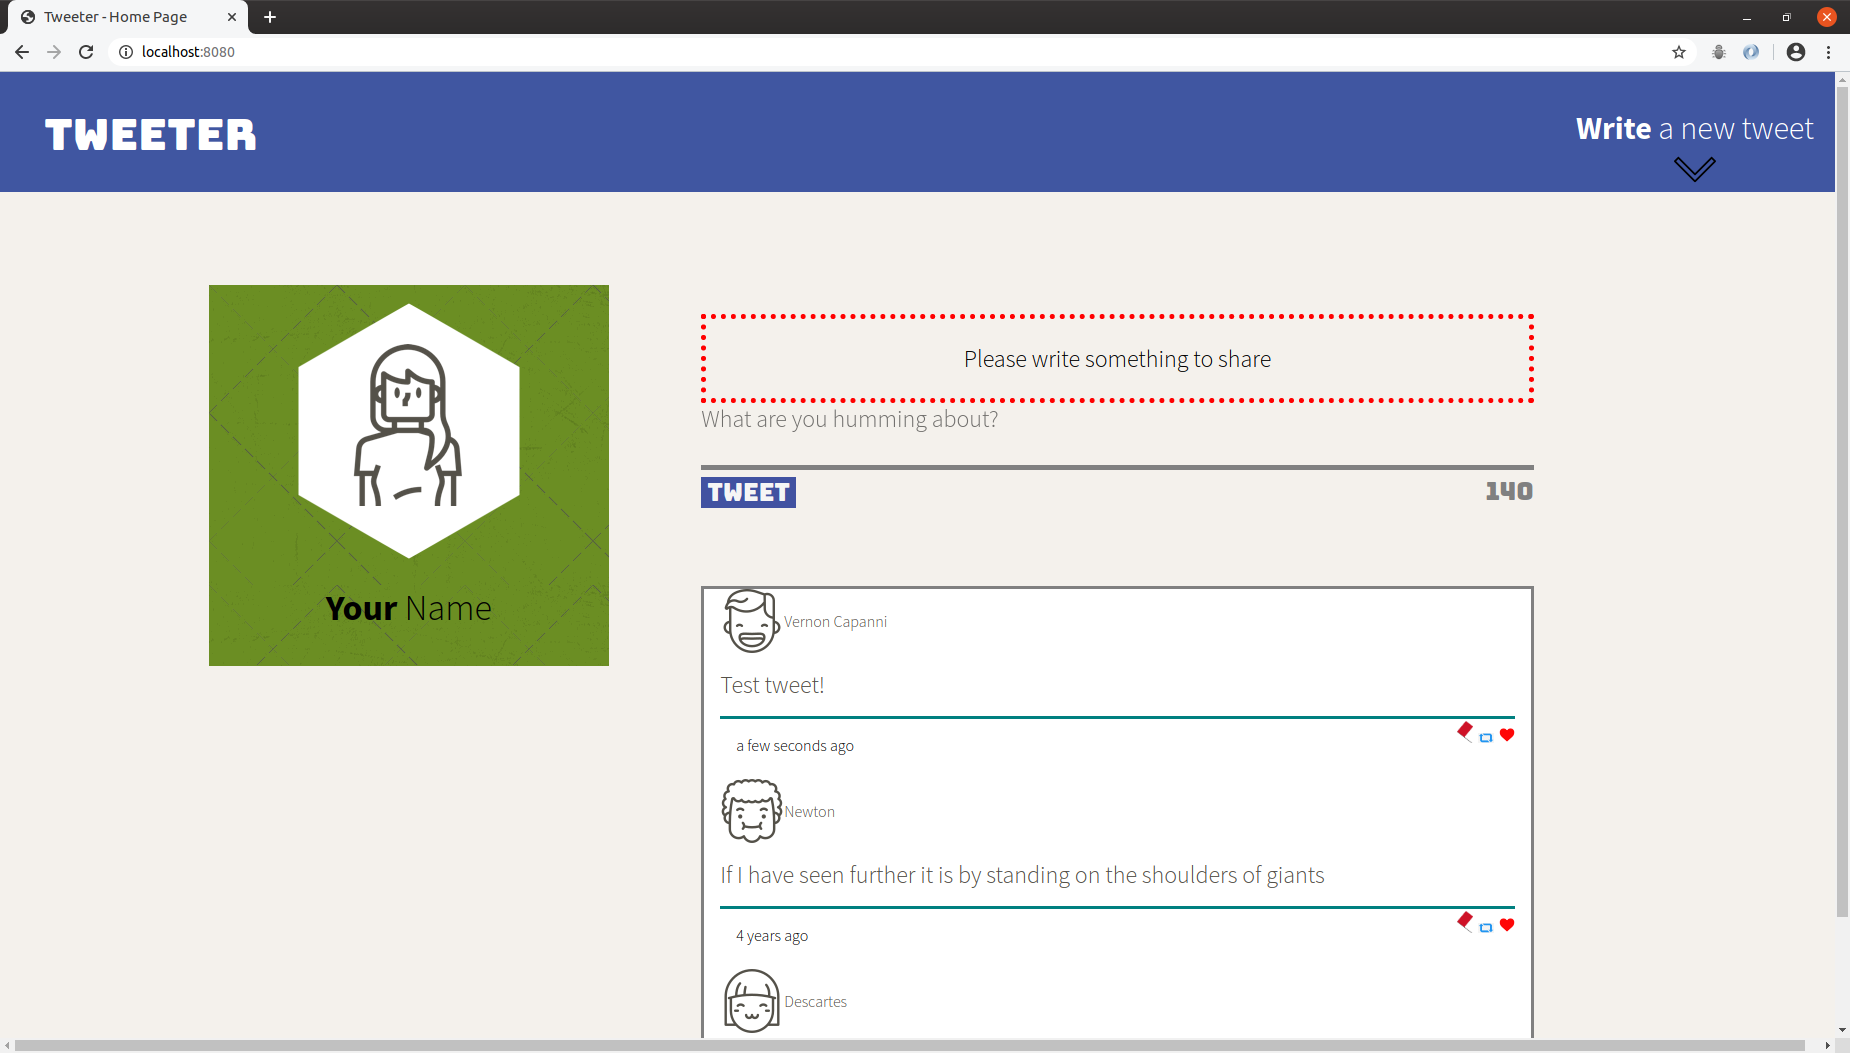 Tweeter - Home Page
localhost:8080
TWEETER
Write a new tweet
Your Name
Please write something to share
What are you humming about?
TWEET
140
Vernon Capanni
Test tweet!
a few seconds ago
Newton
If I have seen further it is by standing on the shoulders of giants
4 years ago
Descartes